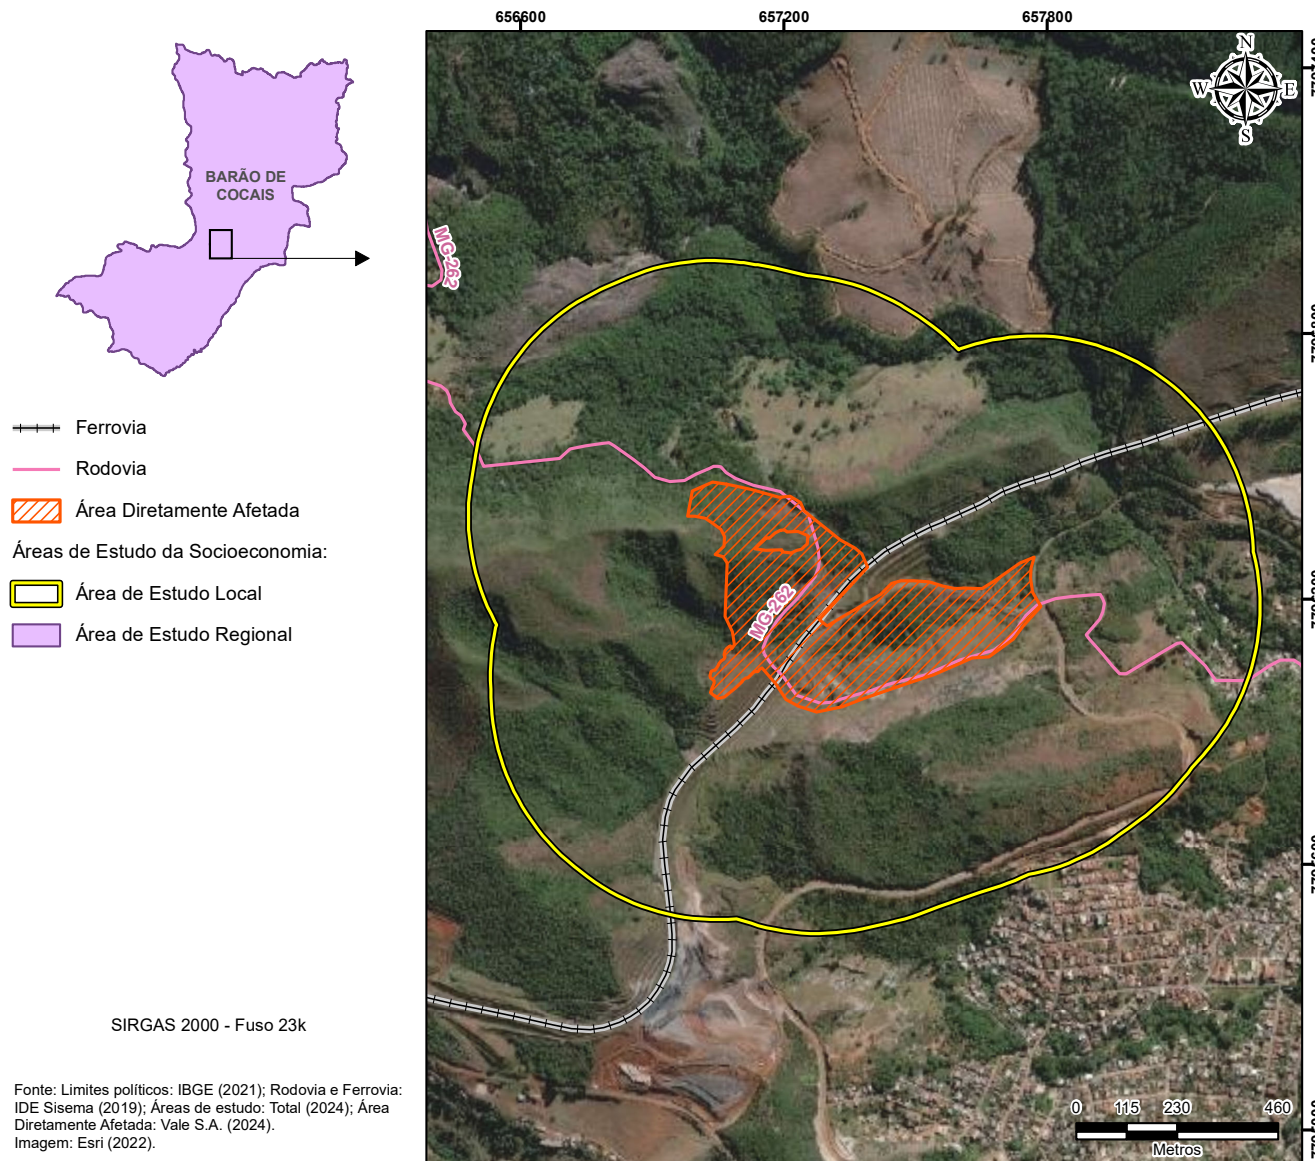 656600
657200
657800
N
W
E
S
BARÃO DE
COCAIS
MG-262
Ferrovia
Rodovia
Área Diretamente Afetada
Áreas de Estudo da Socioeconomia:
Área de Estudo Local
Área de Estudo Regional
MG-262
SIRGAS 2000 - Fuso 23k
Fonte: Limites políticos: IBGE (2021); Rodovia e Ferrovia:
IDE Sisema (2019); Áreas de estudo: Total (2024); Área
Diretamente Afetada: Vale S.A. (2024).
Imagem: Esri (2022).
0 115 230 460
Metros